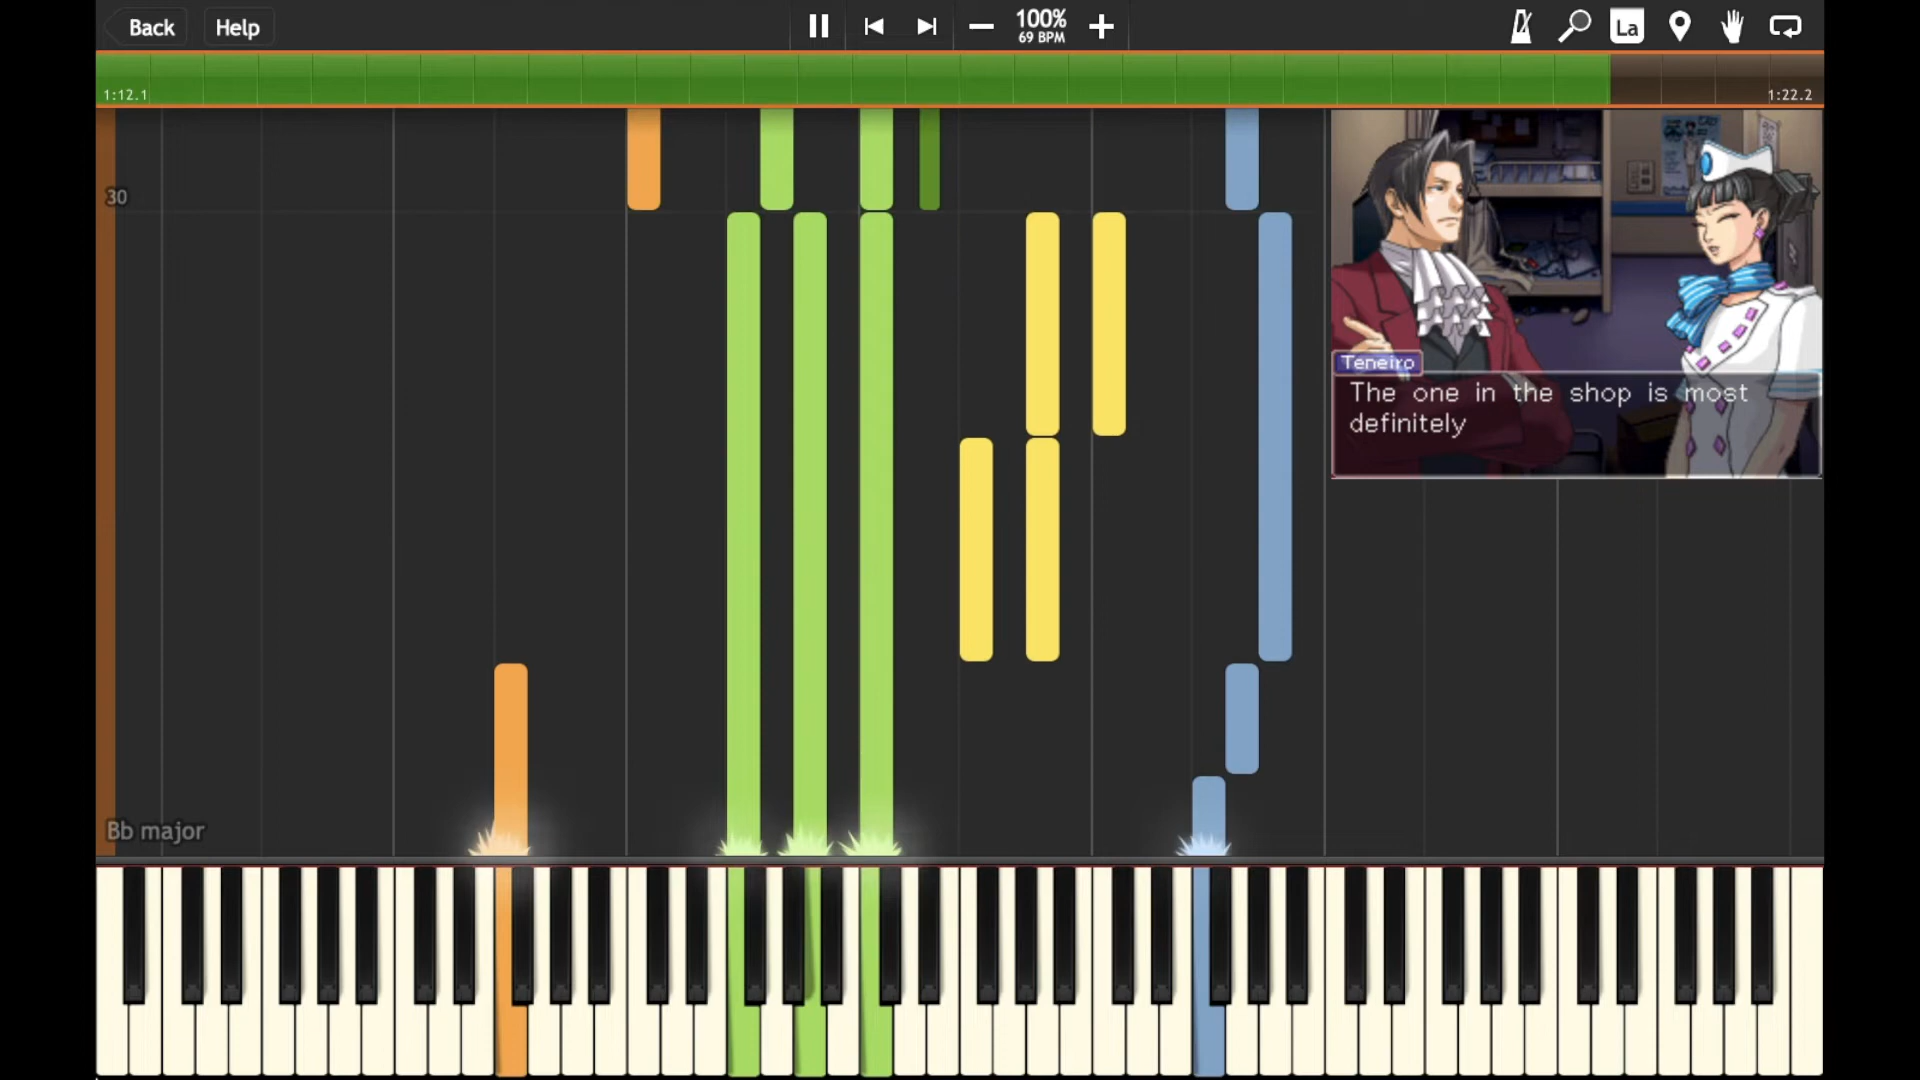 Back
Help
100%
69 BPM
La
1:12.1
1:22.2
30
Teneiro
The one in the shop is most
definitely
Bb major